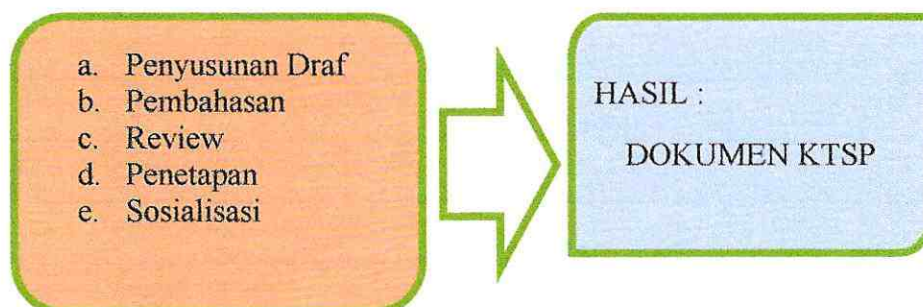 a. Penyusunan Draf
b. Pembahasan
c. Review
d. Penetapan
e. Sosialisasi
HASIL :
DOKUMEN KTSP